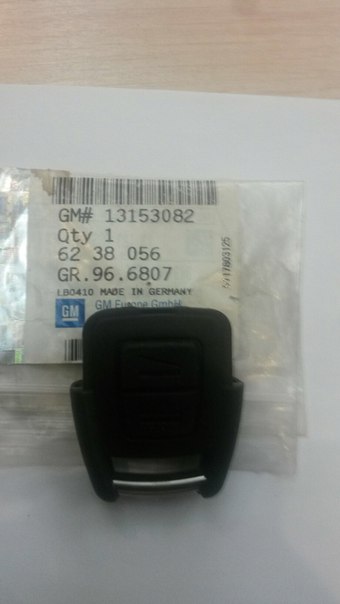 GM# 13153082
Qty 1
62 38 056
GR.96.6807
LB0410 MADE IN GERMANY
GM GM Europe GmbH